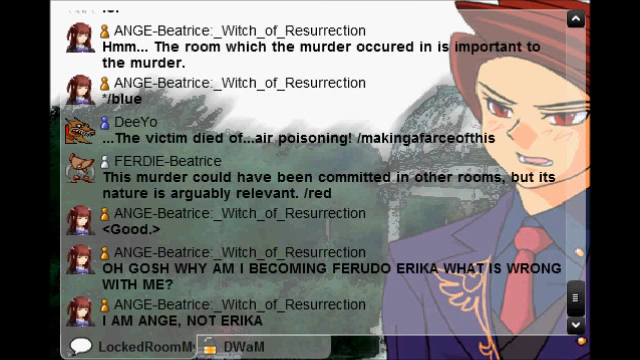 ANGE-Beatrice:_Witch_of_Resurrection
Hmm... The room which the murder occured in is important to
the murder.
ANGE-Beatrice:_Witch_of_Resurrection
*/blue
DeeYo
...The victim died of...air poisoning! /makingafarceofthis
FERDIE-Beatrice
This murder could have been committed in other rooms, but its
nature is arguably relevant. /red
ANGE-Beatrice:_Witch_of_Resurrection
<Good.>
ANGE-Beatrice:_Witch_of_Resurrection
OH GOSH WHY AM I BECOMING FERUDO ERIKA WHAT IS WRONG
WITH ME?
ANGE-Beatrice:_Witch_of_Resurrection
I AM ANGE, NOT ERIKA
LockedRoomM DWaM